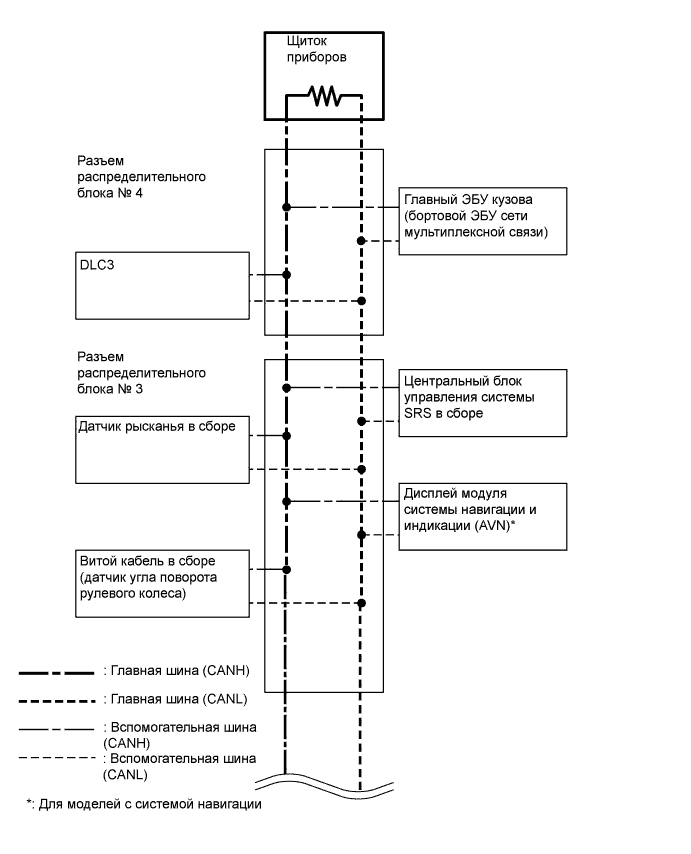 Щиток
приборов
Разъем
распределительного
блока № 4
Главный ЭБУ кузова
(бортовой ЭБУ сети
мультиплексной связи)
DLC3
Разъем
распределительного
блока № 3
Центральный блок
управления системы
SRS в сборе
Датчик рысканья в сборе
Дисплей модуля
системы навигации и
индикации (AVN)*
Витой кабель в сборе
(датчик угла поворота
рулевого колеса)
: Главная шина (CANH)
: Главная шина (CANL)
: Вспомогательная шина
(CANH)
: Вспомогательная шина
(CANL)
*: Для моделей с системой навигации